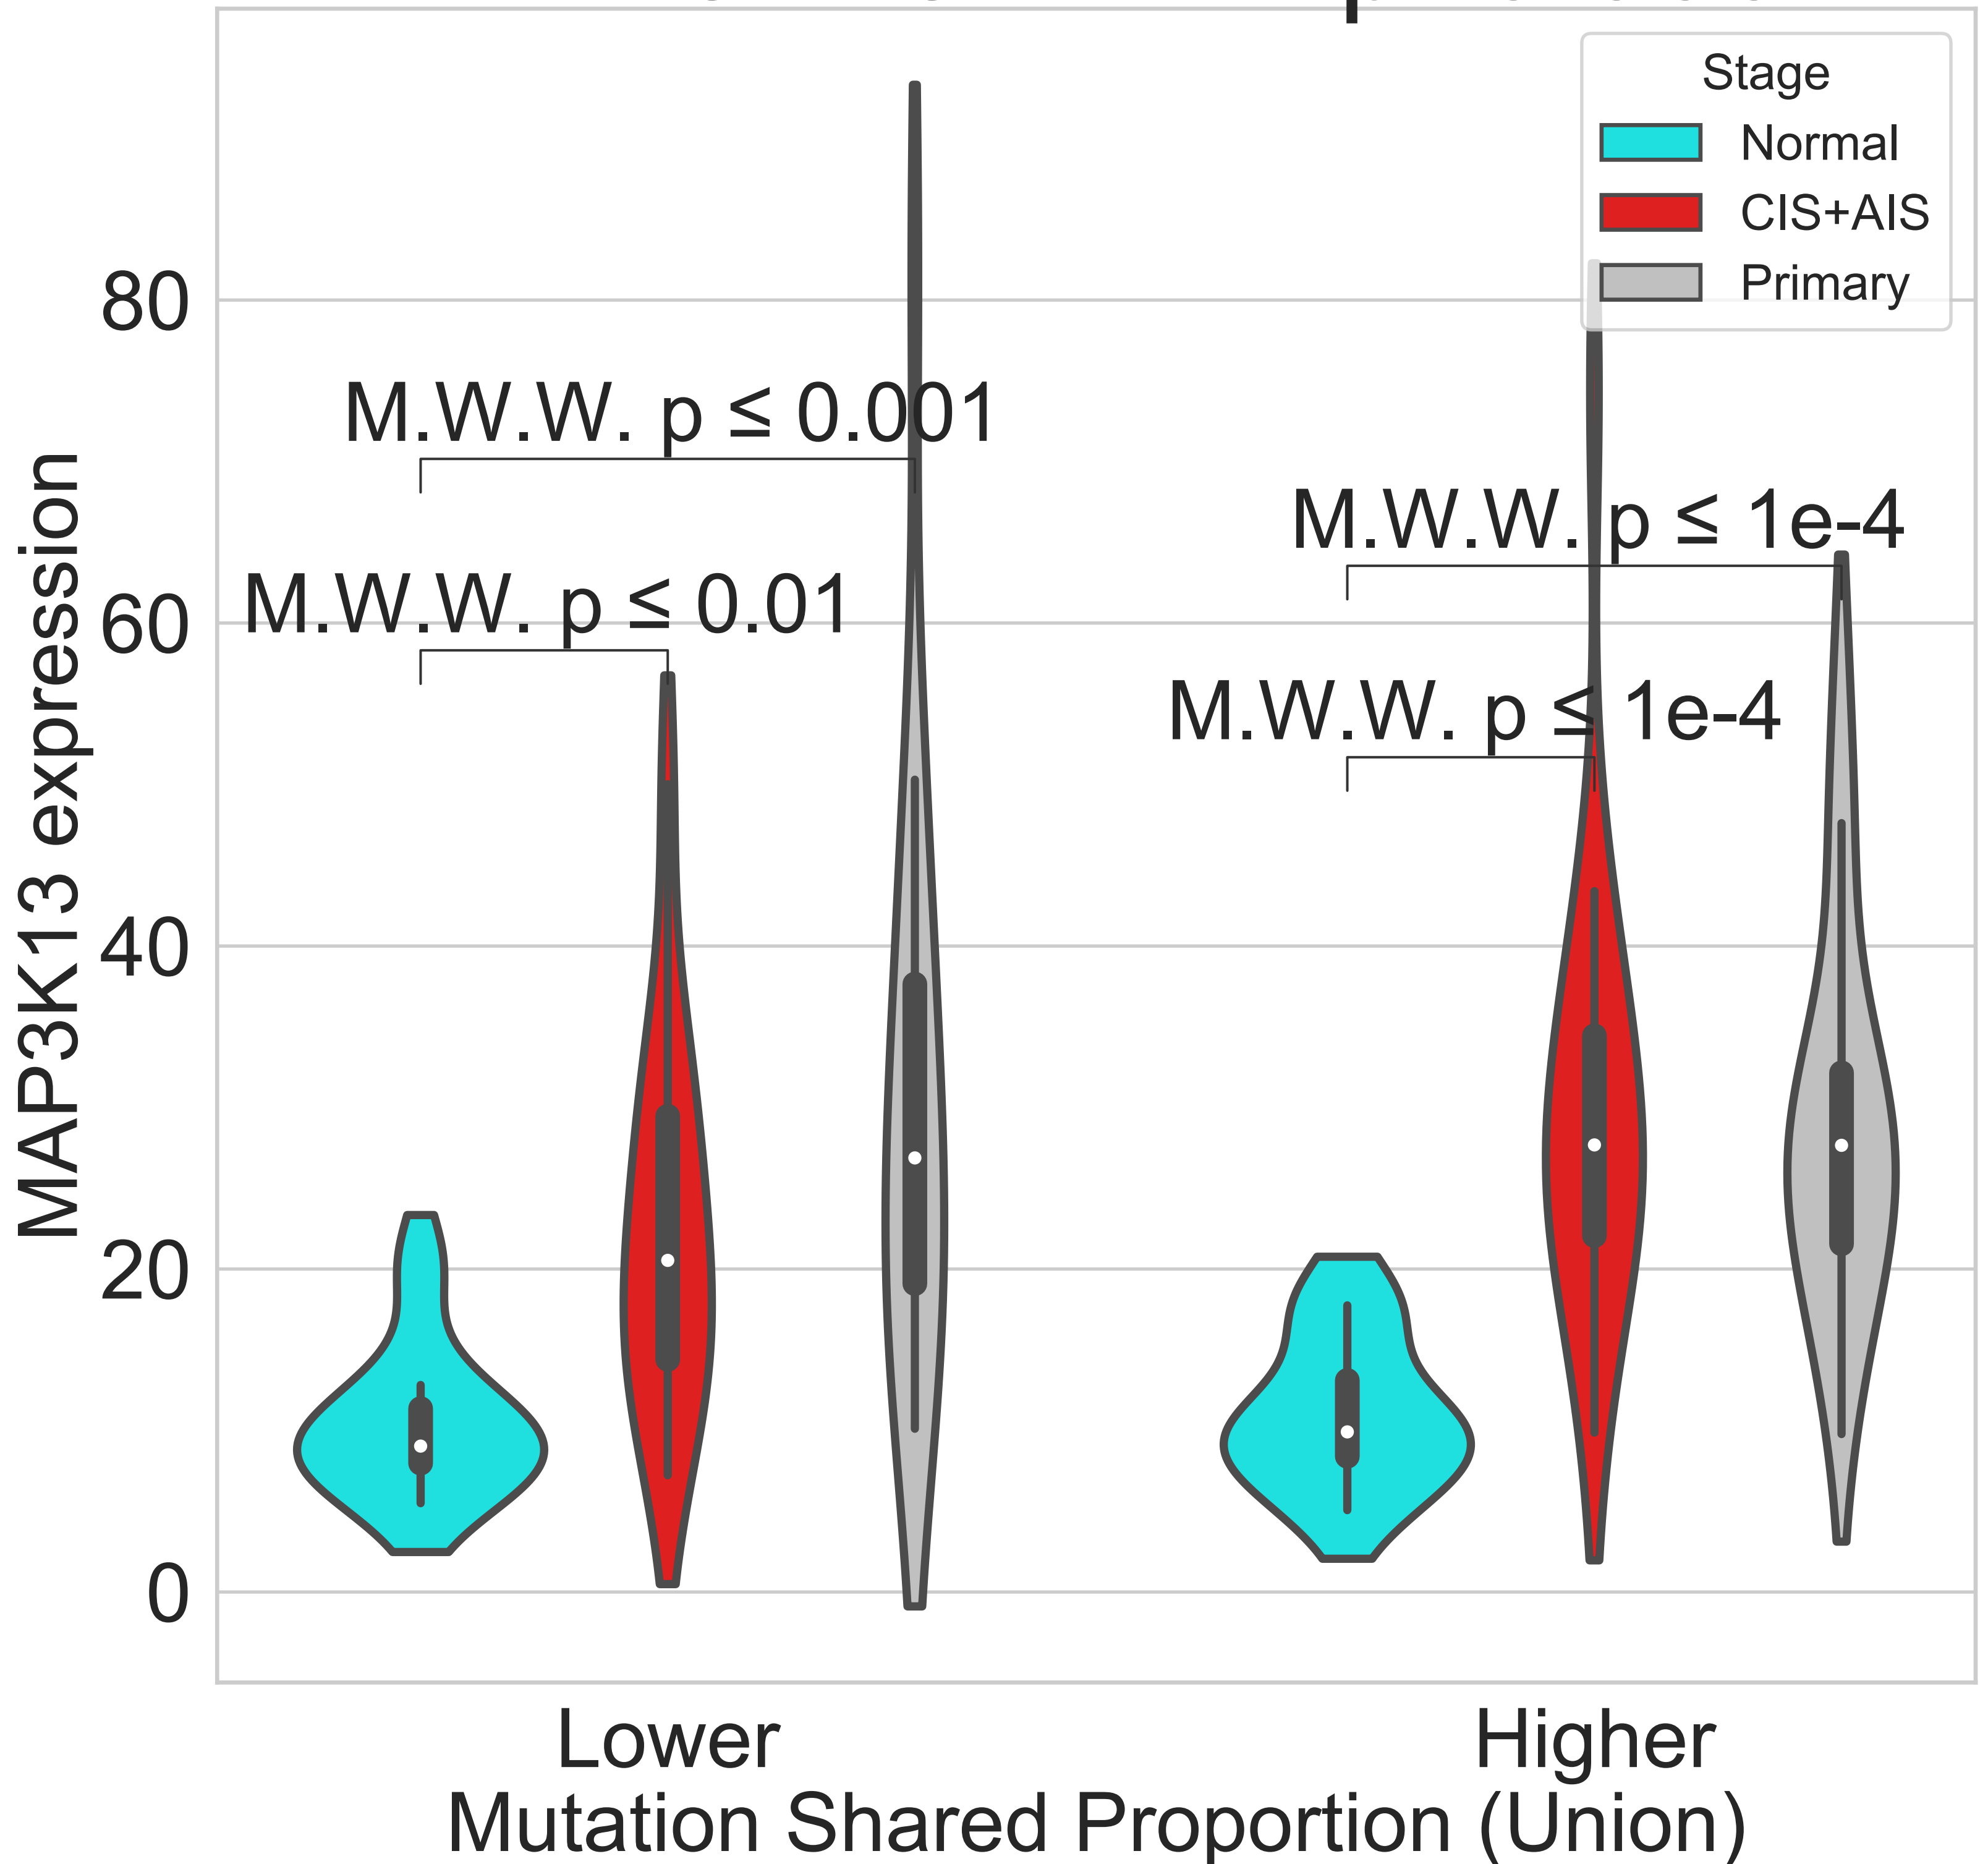 Stage
Normal
CIS+AIS
Primary
80
60
40
20
0
MAP3K13 expression
M.W.W. p ≤ 0.001
M.W.W. p ≤ 0.01
M.W.W. p ≤ 1e-4
M.W.W. p ≤ 1e-4
Lower
Higher
Mutation Shared Proportion (Union)